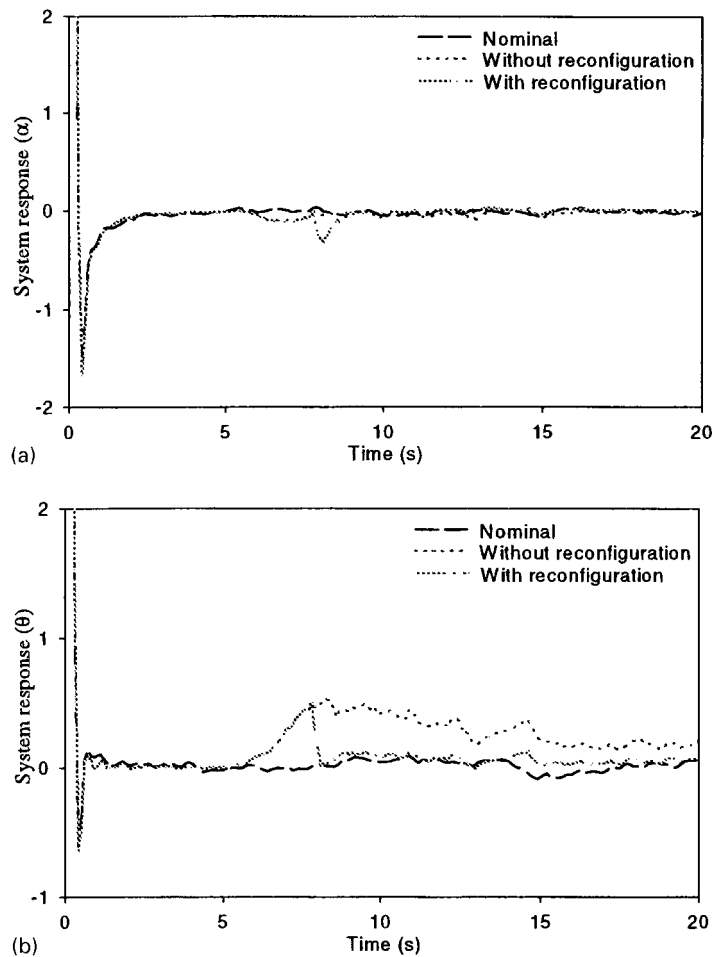 2
1
0
-1
-2
System response (α)
Nominal
Without reconfiguration
With reconfiguration
0
5
10
15
20
Time (s)
(a)
2
1
0
-1
System response (θ)
Nominal
Without reconfiguration
With reconfiguration
0
5
10
15
20
Time (s)
(b)